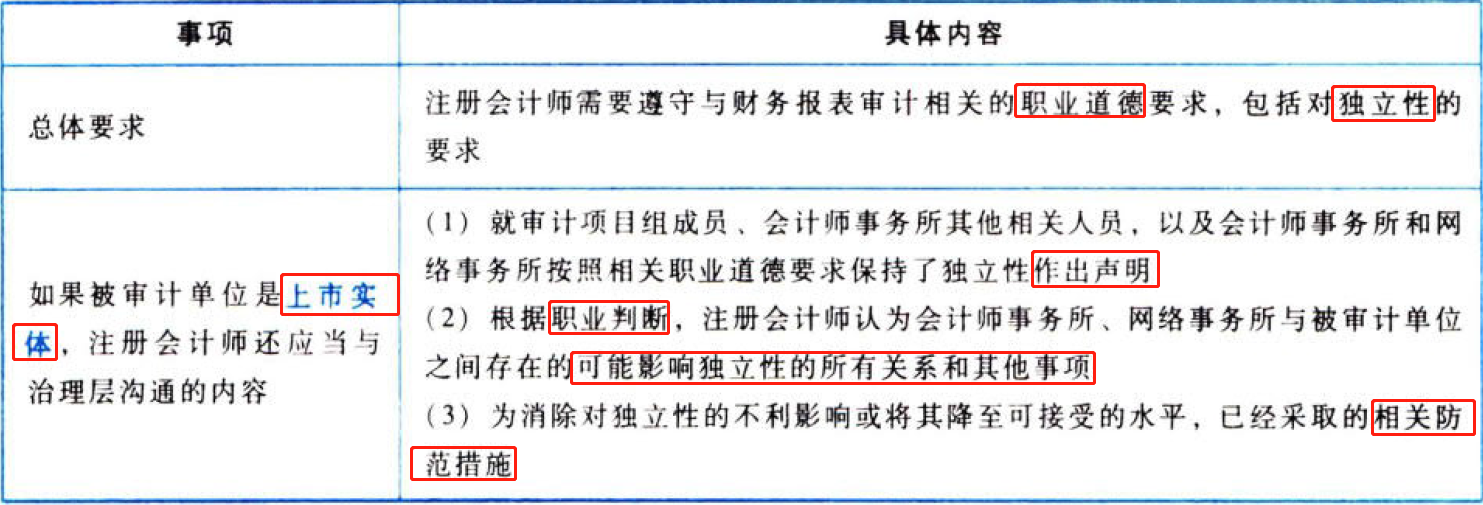 事项
具体内容
总体要求
注册会计师需要遵守与财务报表审计相关的职业道德要求，包括对独立性的
要求
如果被审计单位是上市实
体，注册会计师还应当与
治理层沟通的内容
（1）就审计项目组成员、会计师事务所其他相关人员，以及会计师事务所和网
络事务所按照相关职业道德要求保持了独立性作出声明
（2）根据职业判断，注册会计师认为会计师事务所、网络事务所与被审计单位
之间存在的可能影响独立性的所有关系和其他事项
（3）为消除对独立性的不利影响或将其降至可接受的水平，已经采取的相关防
范措施